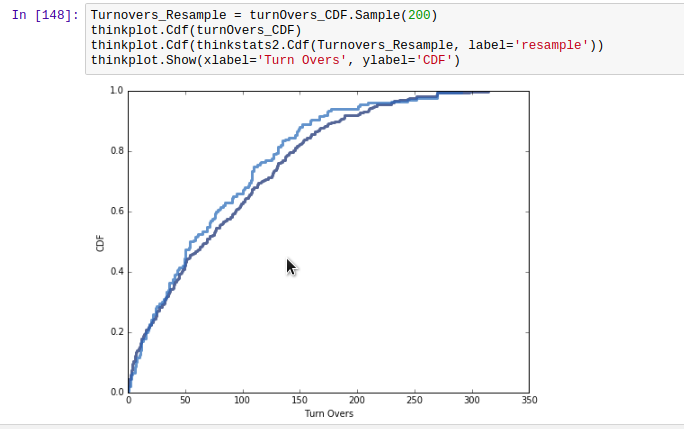 In [148]: Turnovers_Resample = turnOvers_CDF.Sample(200)
thinkplot.Cdf(turnOvers_CDF)
thinkplot.Cdf(thinkstats2.Cdf(Turnovers_Resample, label='resample'))
thinkplot.Show(xlabel='Turn Overs', ylabel='CDF')
1.0
0.8
0.6
CDF
0.4
0.2
0.0
0 50 100 150 200 250 300 350
Turn Overs